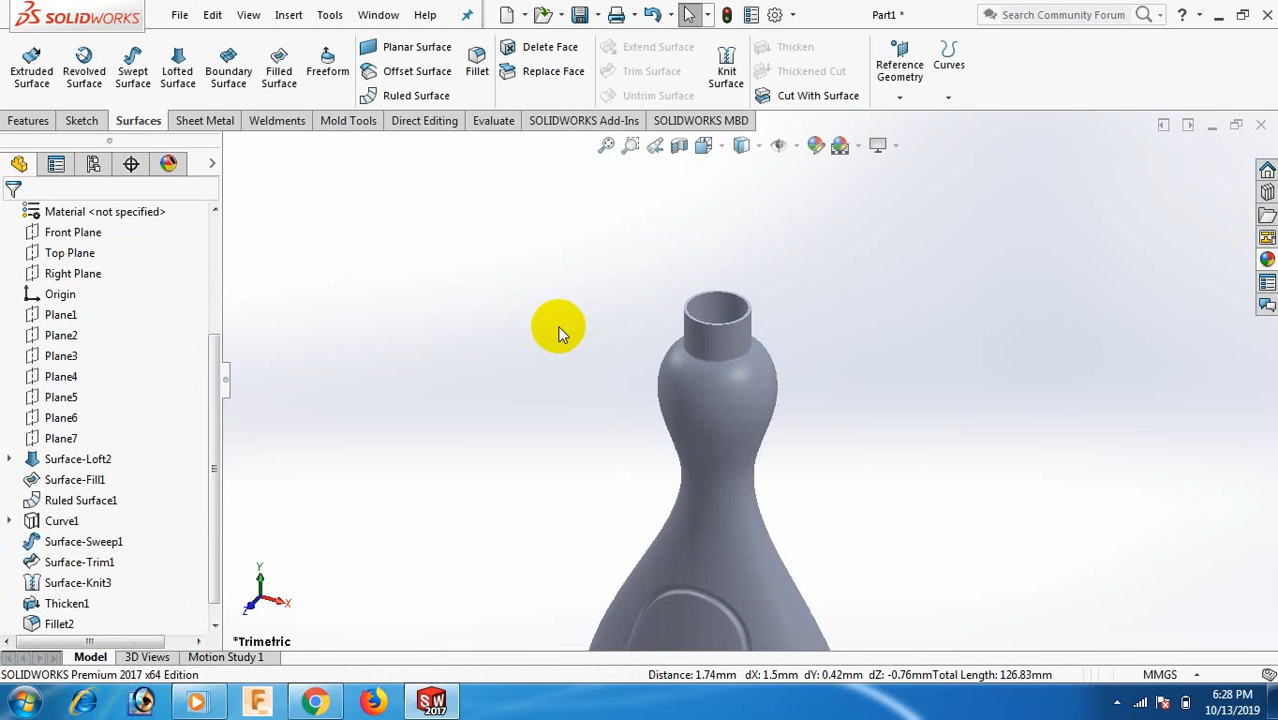 SOLIDWORKS
File Edit View Insert Tools Window Help
Part1 *
Search Community Forum
?
Extruded Surface
Revolved Surface
Swept Surface
Lofted Surface
Boundary Surface
Filled Surface
Freeform
Planar Surface
Offset Surface
Ruled Surface
Fillet
Delete Face
Replace Face
Extend Surface
Trim Surface
Untrim Surface
Knit Surface
Thicken
Thickened Cut
Cut With Surface
Reference Geometry
Curves
Features Sketch Surfaces Sheet Metal Weldments Mold Tools Direct Editing Evaluate SOLIDWORKS Add-Ins SOLIDWORKS MBD
Material <not specified>
Front Plane
Top Plane
Right Plane
Origin
Plane1
Plane2
Plane3
Plane4
Plane5
Plane6
Plane7
Surface-Loft2
Surface-Fill1
Ruled Surface1
Curve1
Surface-Sweep1
Surface-Trim1
Surface-Knit3
Thicken1
Fillet2
Y
X
Z
*Trimetric
Model 3D Views Motion Study 1
SOLIDWORKS Premium 2017 x64 Edition
Distance: 1.74mm dX: 1.5mm dY: 0.42mm dZ: -0.76mmTotal Length: 126.83mm
MMGS
SW
2017
6:28 PM
10/13/2019